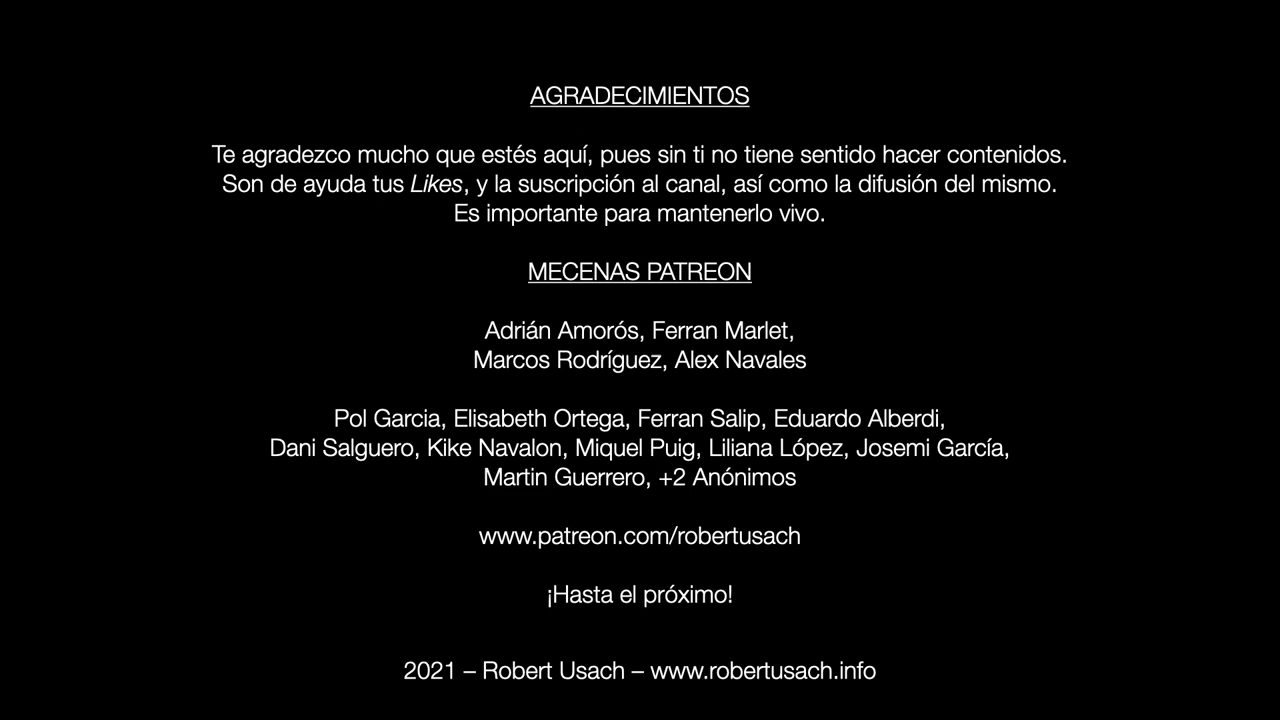 AGRADECIMIENTOS
Te agradezco mucho que estés aquí, pues sin ti no tiene sentido hacer contenidos.
Son de ayuda tus Likes, y la suscripción al canal, así como la difusión del mismo.
Es importante para mantenerlo vivo.
MECENAS PATREON
Adrián Amorós, Ferran Marlet,
Marcos Rodríguez, Alex Navales
Pol Garcia, Elisabeth Ortega, Ferran Salip, Eduardo Alberdi,
Dani Salguero, Kike Navalon, Miquel Puig, Liliana López, Josemi García,
Martin Guerrero, +2 Anónimos
www.patreon.com/robertusach
¡Hasta el próximo!
2021 – Robert Usach – www.robertusach.info